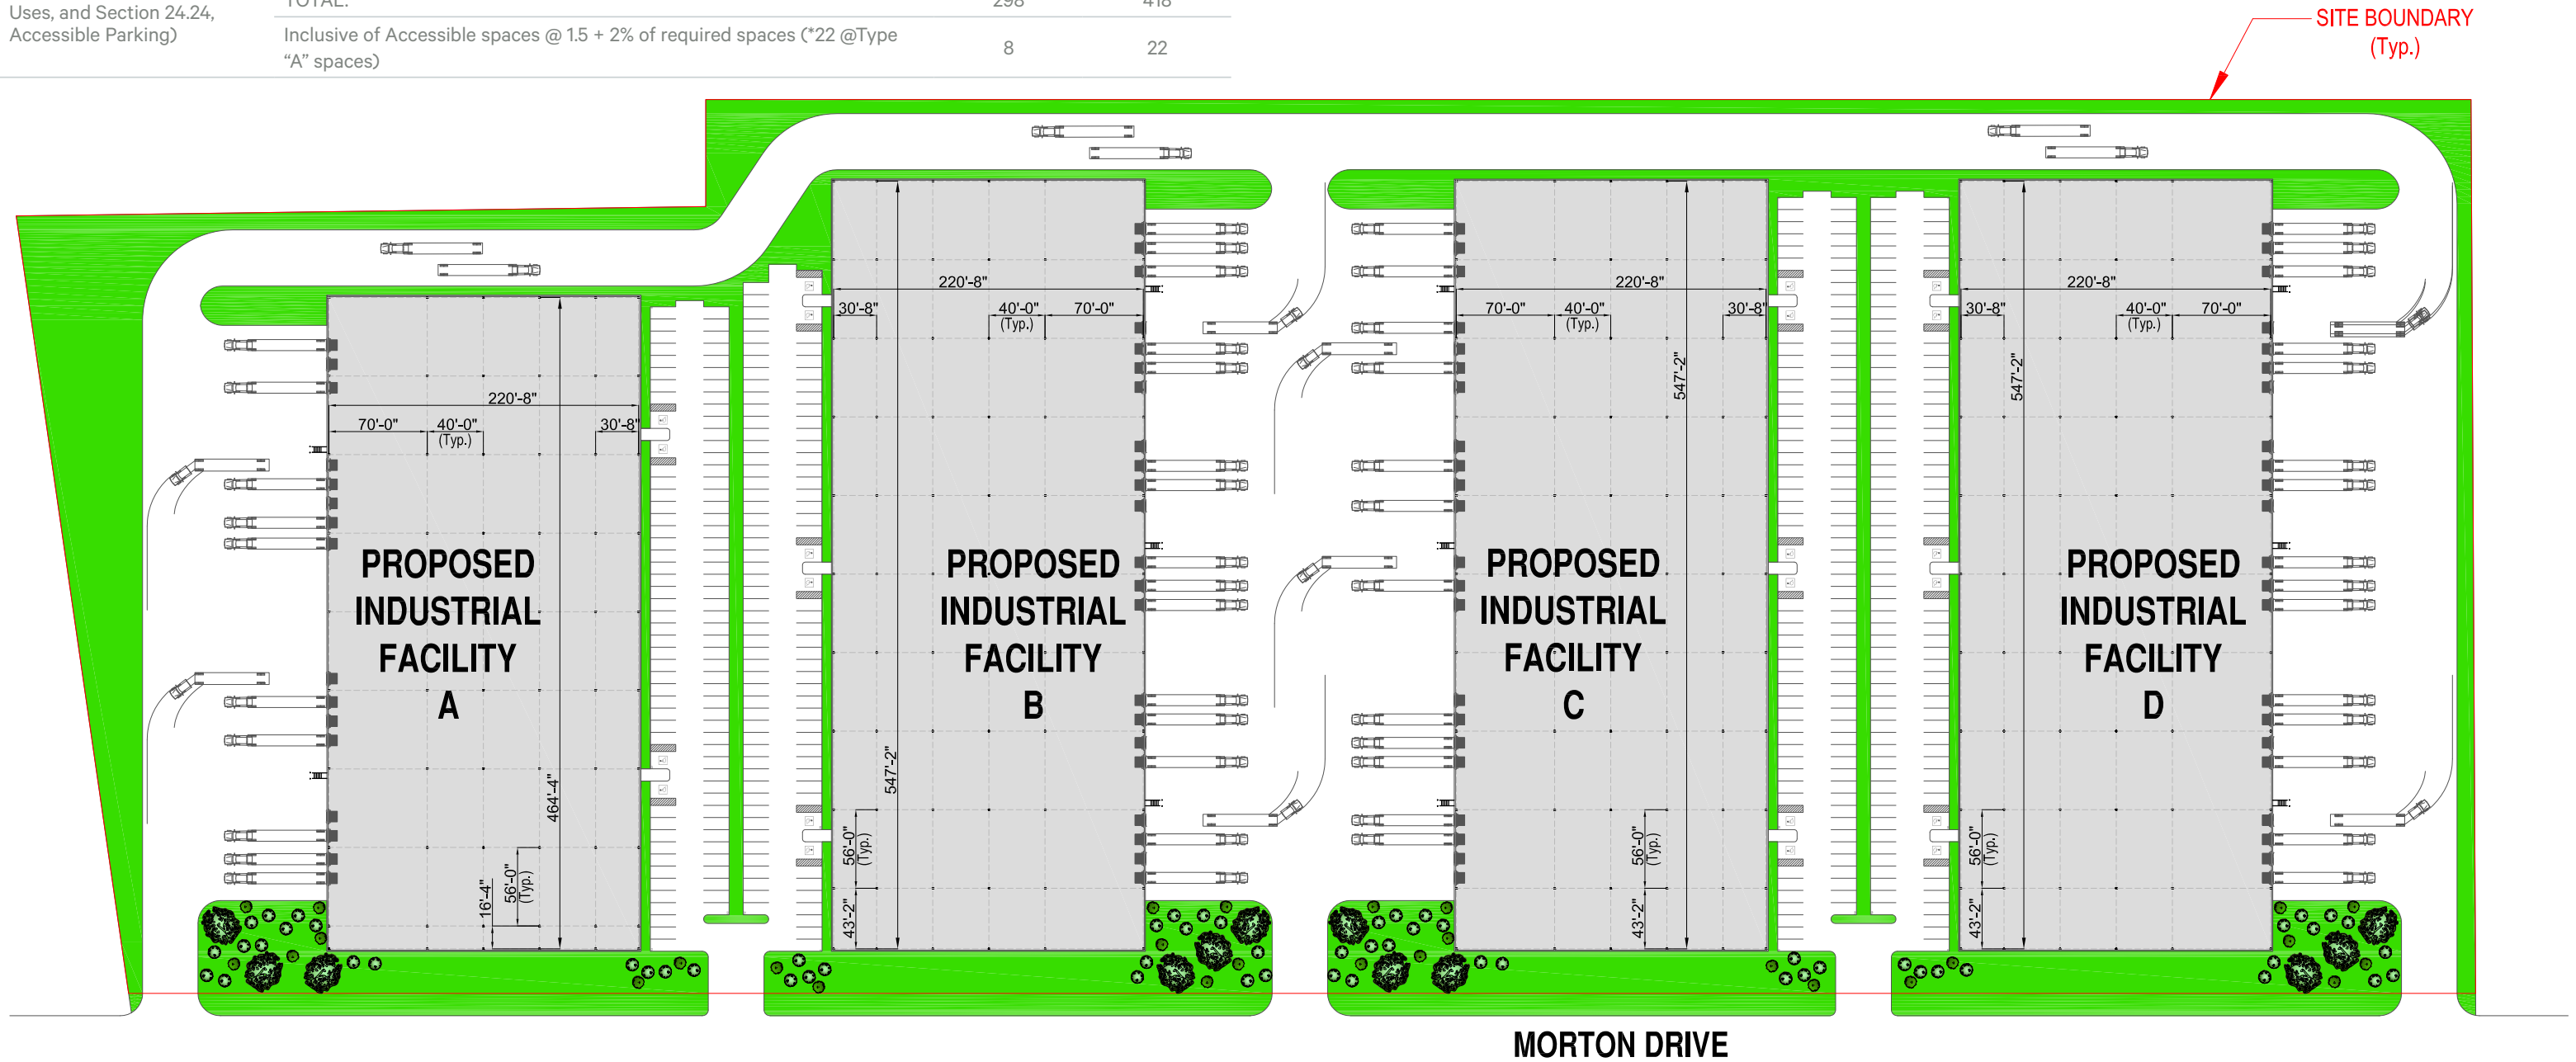 Uses, and Section 24.24,
Accessible Parking)
TOTAL: 298 418
Inclusive of Accessible spaces @ 1.5 + 2% of required spaces (*22 @Type
“A” spaces) 8 22
SITE BOUNDARY
(Typ.)
220'-8"
70'-0" 40'-0" 30'-8"
(Typ.)
PROPOSED
INDUSTRIAL
FACILITY
A
464'-4"
16'-4"
56'-0"
(Typ.)
220'-8"
30'-8" 40'-0" 70'-0"
(Typ.)
PROPOSED
INDUSTRIAL
FACILITY
B
547'-2"
56'-0"
(Typ.)
43'-2"
220'-8"
70'-0" 40'-0" 30'-8"
(Typ.)
547'-2"
PROPOSED
INDUSTRIAL
FACILITY
C
56'-0"
(Typ.)
43'-2"
220'-8"
30'-8" 40'-0" 70'-0"
(Typ.)
547'-2"
PROPOSED
INDUSTRIAL
FACILITY
D
56'-0"
(Typ.)
43'-2"
MORTON DRIVE